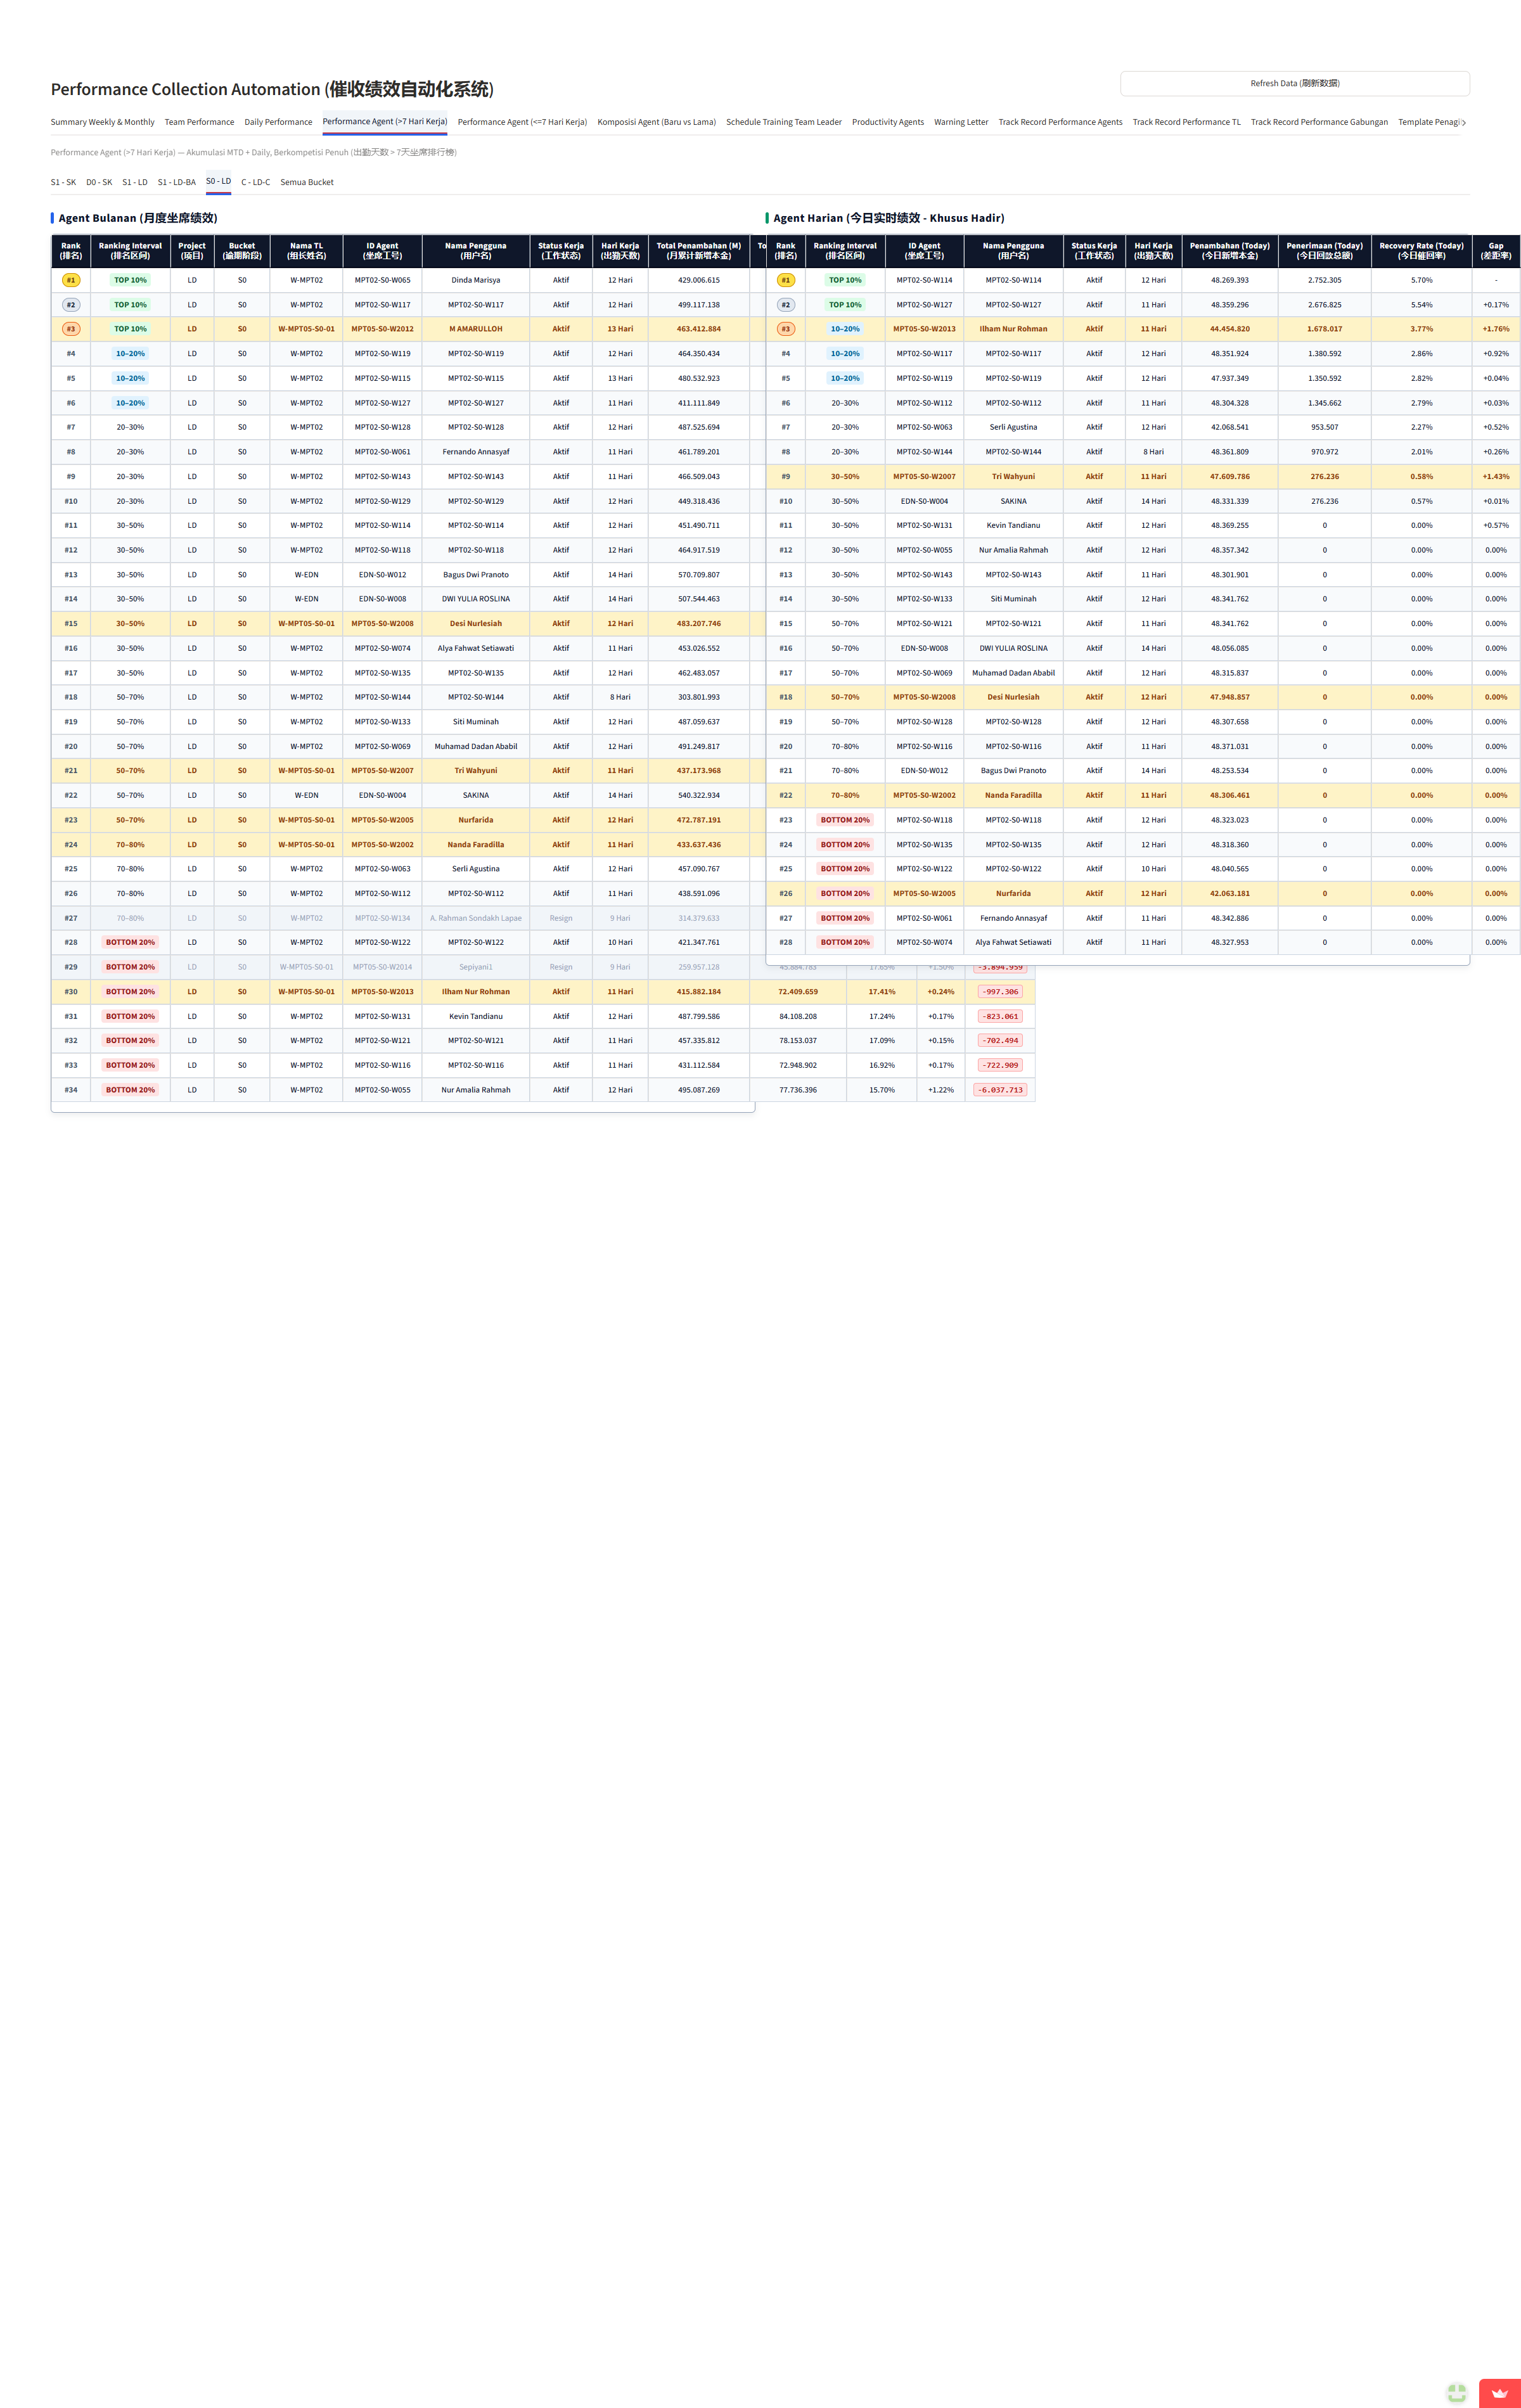 Performance Collection Automation (催收绩效自动化系统)
Refresh Data (刷新数据)
Summary Weekly & Monthly Team Performance Daily Performance Performance Agent (>7 Hari Kerja) Performance Agent (<=7 Hari Kerja) Komposisi Agent (Baru vs Lama) Schedule Training Team Leader Productivity Agents Warning Letter Track Record Performance Agents Track Record Performance TL Track Record Performance Gabungan Template Penagi
Performance Agent (>7 Hari Kerja) — Akumulasi MTD + Daily, Berkompetisi Penuh (出勤天数 > 7天坐席排行榜)
S1 - SK D0 - SK S1 - LD S1 - LD-BA S0 - LD C - LD-C Semua Bucket
Agent Bulanan (月度坐席绩效)
Rank Ranking Interval Project Bucket Nama TL ID Agent Nama Pengguna Status Kerja Hari Kerja Total Penambahan (M) To
(排名) (排名区间) (项目) (逾期阶段) (组长姓名) (坐席工号) (用户名) (工作状态) (出勤天数) (月累计新增本金)
#1 TOP 10% LD S0 W-MPT02 MPT02-S0-W065 Dinda Marisya Aktif 12 Hari 429.006.615
#2 TOP 10% LD S0 W-MPT02 MPT02-S0-W117 MPT02-S0-W117 Aktif 12 Hari 499.117.138
#3 TOP 10% LD S0 W-MPT05-S0-01 MPT05-S0-W2012 M AMARULLOH Aktif 13 Hari 463.412.884
#4 10–20% LD S0 W-MPT02 MPT02-S0-W119 MPT02-S0-W119 Aktif 12 Hari 464.350.434
#5 10–20% LD S0 W-MPT02 MPT02-S0-W115 MPT02-S0-W115 Aktif 13 Hari 480.532.923
#6 10–20% LD S0 W-MPT02 MPT02-S0-W127 MPT02-S0-W127 Aktif 11 Hari 411.111.849
#7 20–30% LD S0 W-MPT02 MPT02-S0-W128 MPT02-S0-W128 Aktif 12 Hari 487.525.694
#8 20–30% LD S0 W-MPT02 MPT02-S0-W061 Fernando Annasyaf Aktif 11 Hari 461.789.201
#9 20–30% LD S0 W-MPT02 MPT02-S0-W143 MPT02-S0-W143 Aktif 11 Hari 466.509.043
#10 20–30% LD S0 W-MPT02 MPT02-S0-W129 MPT02-S0-W129 Aktif 12 Hari 449.318.436
#11 30–50% LD S0 W-MPT02 MPT02-S0-W114 MPT02-S0-W114 Aktif 12 Hari 451.490.711
#12 30–50% LD S0 W-MPT02 MPT02-S0-W118 MPT02-S0-W118 Aktif 12 Hari 464.917.519
#13 30–50% LD S0 W-EDN EDN-S0-W012 Bagus Dwi Pranoto Aktif 14 Hari 570.709.807
#14 30–50% LD S0 W-EDN EDN-S0-W008 DWI YULIA ROSLINA Aktif 14 Hari 507.544.463
#15 30–50% LD S0 W-MPT05-S0-01 MPT05-S0-W2008 Desi Nurlesiah Aktif 12 Hari 483.207.746
#16 30–50% LD S0 W-MPT02 MPT02-S0-W074 Alya Fahwat Setiawati Aktif 11 Hari 453.026.552
#17 30–50% LD S0 W-MPT02 MPT02-S0-W135 MPT02-S0-W135 Aktif 12 Hari 462.483.057
#18 50–70% LD S0 W-MPT02 MPT02-S0-W144 MPT02-S0-W144 Aktif 8 Hari 303.801.993
#19 50–70% LD S0 W-MPT02 MPT02-S0-W133 Siti Muminah Aktif 12 Hari 487.059.637
#20 50–70% LD S0 W-MPT02 MPT02-S0-W069 Muhamad Dadan Ababil Aktif 12 Hari 491.249.817
#21 50–70% LD S0 W-MPT05-S0-01 MPT05-S0-W2007 Tri Wahyuni Aktif 11 Hari 437.173.968
#22 50–70% LD S0 W-EDN EDN-S0-W004 SAKINA Aktif 14 Hari 540.322.934
#23 50–70% LD S0 W-MPT05-S0-01 MPT05-S0-W2005 Nurfarida Aktif 12 Hari 472.787.191
#24 70–80% LD S0 W-MPT05-S0-01 MPT05-S0-W2002 Nanda Faradilla Aktif 11 Hari 433.637.436
#25 70–80% LD S0 W-MPT02 MPT02-S0-W063 Serli Agustina Aktif 12 Hari 457.090.767
#26 70–80% LD S0 W-MPT02 MPT02-S0-W112 MPT02-S0-W112 Aktif 11 Hari 438.591.096
#27 70–80% LD S0 W-MPT02 MPT02-S0-W134 A. Rahman Sondakh Lapae Resign 9 Hari 314.379.633
#28 BOTTOM 20% LD S0 W-MPT02 MPT02-S0-W122 MPT02-S0-W122 Aktif 10 Hari 421.347.761
#29 BOTTOM 20% LD S0 W-MPT05-S0-01 MPT05-S0-W2014 Sepiyani1 Resign 9 Hari 259.957.128 45.884.783 17.65% +1.50% -3.894.959
#30 BOTTOM 20% LD S0 W-MPT05-S0-01 MPT05-S0-W2013 Ilham Nur Rohman Aktif 11 Hari 415.882.184 72.409.659 17.41% +0.24% -997.306
#31 BOTTOM 20% LD S0 W-MPT02 MPT02-S0-W131 Kevin Tandianu Aktif 12 Hari 487.799.586 84.108.208 17.24% +0.17% -823.061
#32 BOTTOM 20% LD S0 W-MPT02 MPT02-S0-W121 MPT02-S0-W121 Aktif 11 Hari 457.335.812 78.153.037 17.09% +0.15% -702.494
#33 BOTTOM 20% LD S0 W-MPT02 MPT02-S0-W116 MPT02-S0-W116 Aktif 11 Hari 431.112.584 72.948.902 16.92% +0.17% -722.909
#34 BOTTOM 20% LD S0 W-MPT02 MPT02-S0-W055 Nur Amalia Rahmah Aktif 12 Hari 495.087.269 77.736.396 15.70% +1.22% -6.037.713
Agent Harian (今日实时绩效 - Khusus Hadir)
Rank Ranking Interval ID Agent Nama Pengguna Status Kerja Hari Kerja Penambahan (Today) Penerimaan (Today) Recovery Rate (Today) Gap
(排名) (排名区间) (坐席工号) (用户名) (工作状态) (出勤天数) (今日新增本金) (今日回款总额) (今日催回率) (差距率)
#1 TOP 10% MPT02-S0-W114 MPT02-S0-W114 Aktif 12 Hari 48.269.393 2.752.305 5.70% -
#2 TOP 10% MPT02-S0-W127 MPT02-S0-W127 Aktif 11 Hari 48.359.296 2.676.825 5.54% +0.17%
#3 10–20% MPT05-S0-W2013 Ilham Nur Rohman Aktif 11 Hari 44.454.820 1.678.017 3.77% +1.76%
#4 10–20% MPT02-S0-W117 MPT02-S0-W117 Aktif 12 Hari 48.351.924 1.380.592 2.86% +0.92%
#5 10–20% MPT02-S0-W119 MPT02-S0-W119 Aktif 12 Hari 47.937.349 1.350.592 2.82% +0.04%
#6 20–30% MPT02-S0-W112 MPT02-S0-W112 Aktif 11 Hari 48.304.328 1.345.662 2.79% +0.03%
#7 20–30% MPT02-S0-W063 Serli Agustina Aktif 12 Hari 42.068.541 953.507 2.27% +0.52%
#8 20–30% MPT02-S0-W144 MPT02-S0-W144 Aktif 8 Hari 48.361.809 970.972 2.01% +0.26%
#9 30–50% MPT05-S0-W2007 Tri Wahyuni Aktif 11 Hari 47.609.786 276.236 0.58% +1.43%
#10 30–50% EDN-S0-W004 SAKINA Aktif 14 Hari 48.331.339 276.236 0.57% +0.01%
#11 30–50% MPT02-S0-W131 Kevin Tandianu Aktif 12 Hari 48.369.255 0 0.00% +0.57%
#12 30–50% MPT02-S0-W055 Nur Amalia Rahmah Aktif 12 Hari 48.357.342 0 0.00% 0.00%
#13 30–50% MPT02-S0-W143 MPT02-S0-W143 Aktif 11 Hari 48.301.901 0 0.00% 0.00%
#14 30–50% MPT02-S0-W133 Siti Muminah Aktif 12 Hari 48.341.762 0 0.00% 0.00%
#15 50–70% MPT02-S0-W121 MPT02-S0-W121 Aktif 11 Hari 48.341.762 0 0.00% 0.00%
#16 50–70% EDN-S0-W008 DWI YULIA ROSLINA Aktif 14 Hari 48.056.085 0 0.00% 0.00%
#17 50–70% MPT02-S0-W069 Muhamad Dadan Ababil Aktif 12 Hari 48.315.837 0 0.00% 0.00%
#18 50–70% MPT05-S0-W2008 Desi Nurlesiah Aktif 12 Hari 47.948.857 0 0.00% 0.00%
#19 50–70% MPT02-S0-W128 MPT02-S0-W128 Aktif 12 Hari 48.307.658 0 0.00% 0.00%
#20 70–80% MPT02-S0-W116 MPT02-S0-W116 Aktif 11 Hari 48.371.031 0 0.00% 0.00%
#21 70–80% EDN-S0-W012 Bagus Dwi Pranoto Aktif 14 Hari 48.253.534 0 0.00% 0.00%
#22 70–80% MPT05-S0-W2002 Nanda Faradilla Aktif 11 Hari 48.306.461 0 0.00% 0.00%
#23 BOTTOM 20% MPT02-S0-W118 MPT02-S0-W118 Aktif 12 Hari 48.323.023 0 0.00% 0.00%
#24 BOTTOM 20% MPT02-S0-W135 MPT02-S0-W135 Aktif 12 Hari 48.318.360 0 0.00% 0.00%
#25 BOTTOM 20% MPT02-S0-W122 MPT02-S0-W122 Aktif 10 Hari 48.040.565 0 0.00% 0.00%
#26 BOTTOM 20% MPT05-S0-W2005 Nurfarida Aktif 12 Hari 42.063.181 0 0.00% 0.00%
#27 BOTTOM 20% MPT02-S0-W061 Fernando Annasyaf Aktif 11 Hari 48.342.886 0 0.00% 0.00%
#28 BOTTOM 20% MPT02-S0-W074 Alya Fahwat Setiawati Aktif 11 Hari 48.327.953 0 0.00% 0.00%